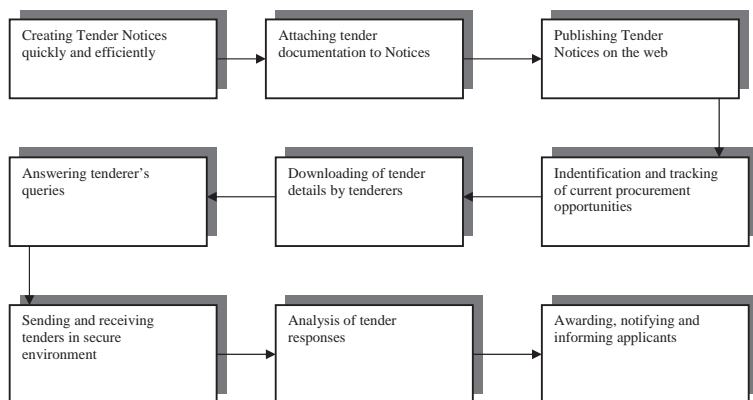 Creating Tender Notices
quickly and efficiently
Attaching tender
documentation to Notices
Publishing Tender
Notices on the web
Indentification and tracking
of current procurement
opportunities
Downloading of tender
details by tenderers
Answering tenderer's
queries
Sending and receiving
tenders in secure
environment
Analysis of tender
responses
Awarding, notifying and
informing applicants